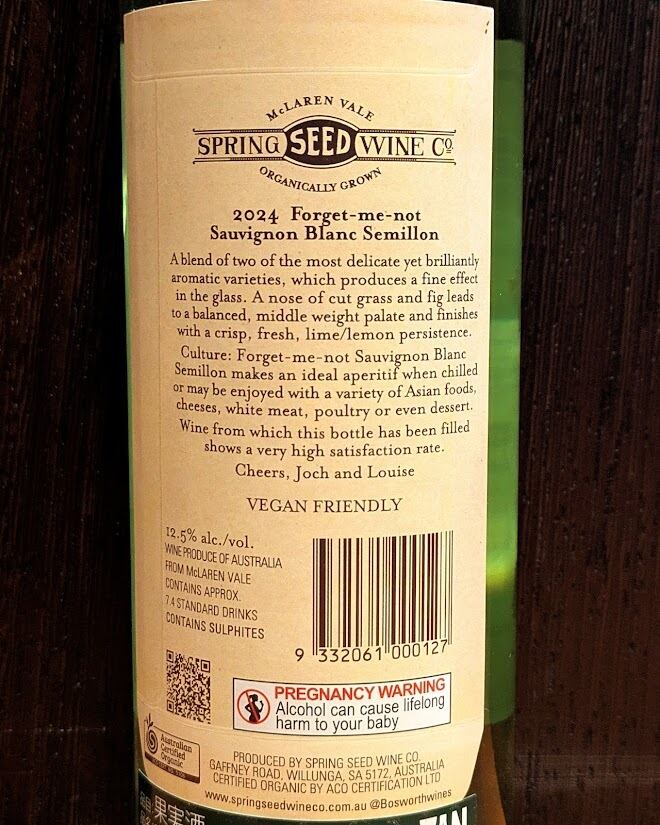 McLAREN VALE
SPRING SEED WINE Co.
ORGANICALLY GROWN
2024 Forget-me-not
Sauvignon Blanc Semillon
A blend of two of the most delicate yet brilliantly
aromatic varieties, which produces a fine effect
in the glass. A nose of cut grass and fig leads
to a balanced, middle weight palate and finishes
with a crisp, fresh, lime/lemon persistence.
Culture: Forget-me-not Sauvignon Blanc
Semillon makes an ideal aperitif when chilled
or may be enjoyed with a variety of Asian foods,
cheeses, white meat, poultry or even dessert.
Wine from which this bottle has been filled
shows a very high satisfaction rate.
Cheers, Joch and Louise
VEGAN FRIENDLY
12.5% alc./vol.
WINE PRODUCE OF AUSTRALIA
FROM McLAREN VALE
CONTAINS APPROX.
7.4 STANDARD DRINKS
CONTAINS SULPHITES
9 332061 000127
PREGNANCY WARNING
Alcohol can cause lifelong
harm to your baby
Australian
Certified
Organic
PRODUCED BY SPRING SEED WINE CO.
GAFFNEY ROAD, WILLUNGA, SA 5172, AUSTRALIA
CERTIFIED ORGANIC BY ACO CERTIFICATION LTD
www.springseedwineco.com.au @Bosworthwines
果実酒